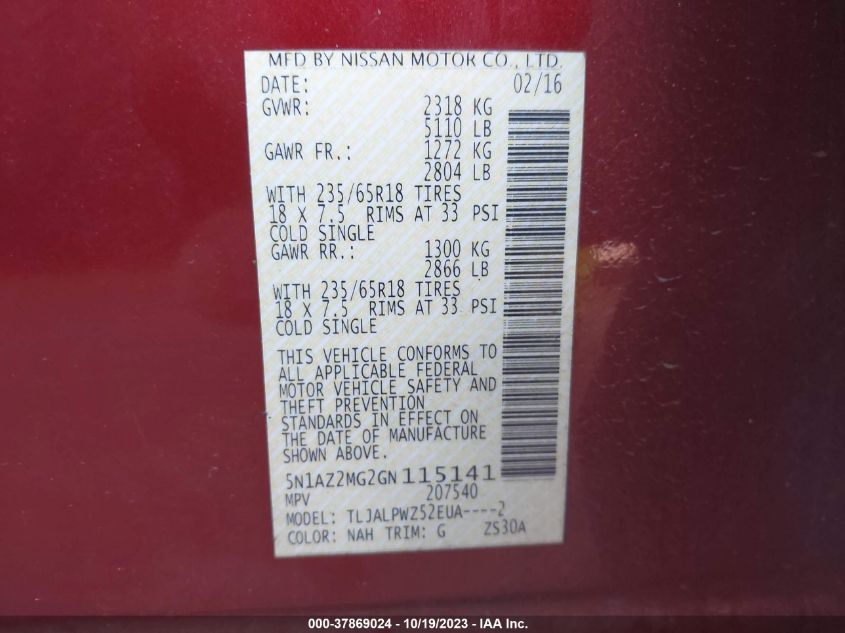 MFD BY NISSAN MOTOR CO., LTD.
DATE: 02/16
GVWR: 2318 KG
5110 LB
GAWR FR.: 1272 KG
2804 LB
WITH 235/65R18 TIRES
18 X 7.5 RIMS AT 33 PSI
COLD SINGLE
GAWR RR.: 1300 KG
2866 LB
WITH 235/65R18 TIRES
18 X 7.5 RIMS AT 33 PSI
COLD SINGLE
THIS VEHICLE CONFORMS TO
ALL APPLICABLE FEDERAL
MOTOR VEHICLE SAFETY AND
THEFT PREVENTION
STANDARDS IN EFFECT ON
THE DATE OF MANUFACTURE
SHOWN ABOVE.
5N1AZ2MG2GN115141
MPV 207540
MODEL: TLJALPWZ52EUA----2
COLOR: NAH TRIM: G ZS30A
000-37869024 - 10/19/2023 - IAA Inc.